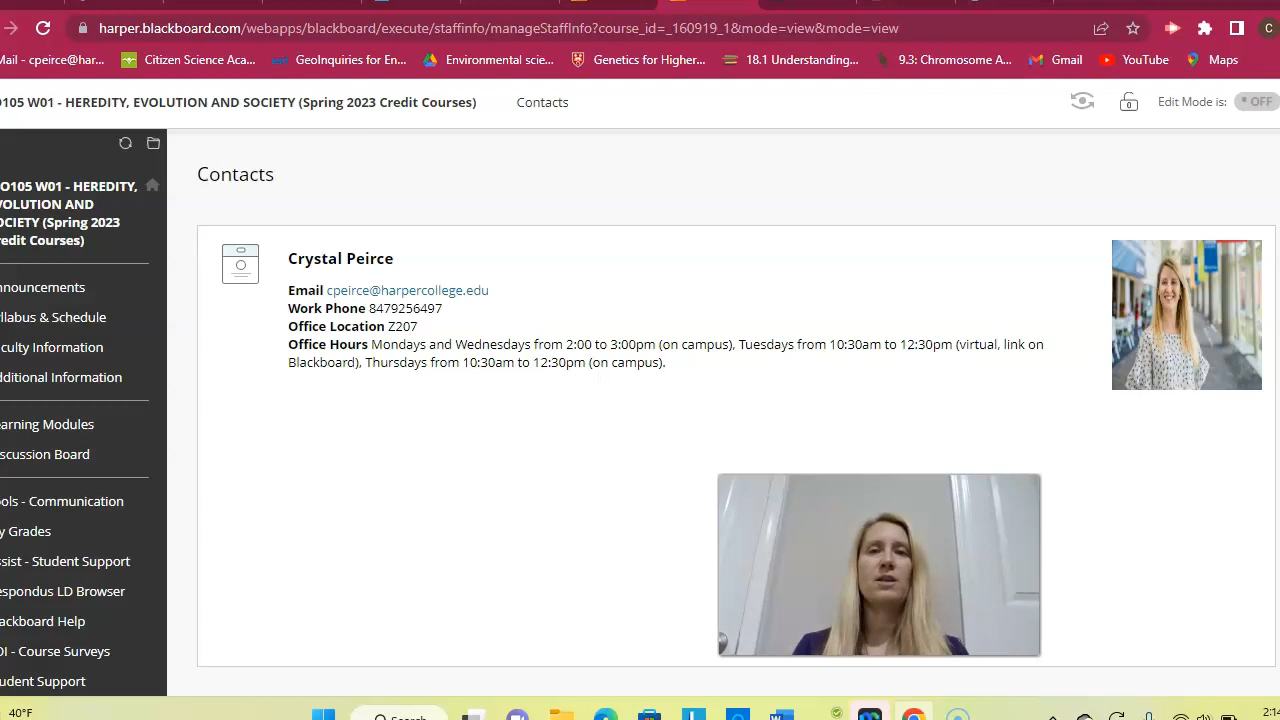 harper.blackboard.com/webapps/blackboard/execute/staffinfo/manageStaffInfo?course_id=_160919_1&mode=view&mode=view
Mail - cpeirce@har... Citizen Science Aca... GeoInquiries for En... Environmental scie... Genetics for Higher... 18.1 Understanding... 9.3: Chromosome A... Gmail YouTube Maps
O105 W01 - HEREDITY, EVOLUTION AND SOCIETY (Spring 2023 Credit Courses) Contacts Edit Mode is: OFF
O105 W01 - HEREDITY,
VOLUTION AND
OCIETY (Spring 2023
redit Courses)
nnouncements
llabus & Schedule
culty Information
dditional Information
earning Modules
scussion Board
ols - Communication
y Grades
ssist - Student Support
espondus LD Browser
ackboard Help
OI - Course Surveys
udent Support
Contacts
Crystal Peirce
Email cpeirce@harpercollege.edu
Work Phone 8479256497
Office Location Z207
Office Hours Mondays and Wednesdays from 2:00 to 3:00pm (on campus), Tuesdays from 10:30am to 12:30pm (virtual, link on
Blackboard), Thursdays from 10:30am to 12:30pm (on campus).
40°F Search